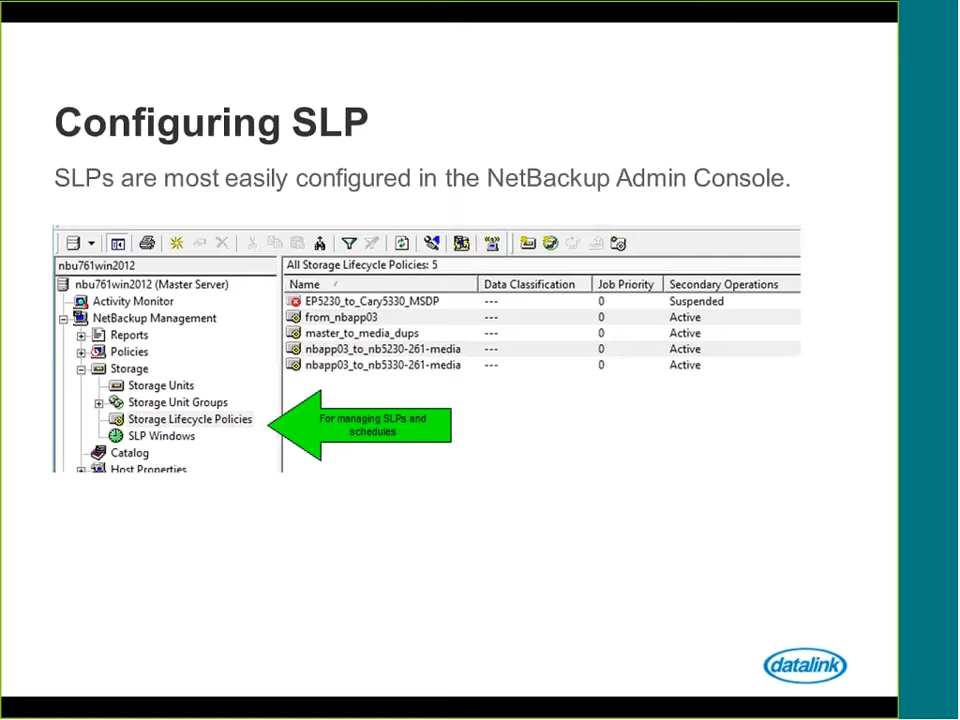 Configuring SLP
SLPs are most easily configured in the NetBackup Admin Console.
nbu761win2012
nbu761win2012 (Master Server)
Activity Monitor
NetBackup Management
Reports
Policies
Storage
Storage Units
Storage Unit Groups
Storage Lifecycle Policies
SLP Windows
Catalog
Host Properties
All Storage Lifecycle Policies: 5
Name / Data Classification Job Priority Secondary Operations
EP5230_to_Cary5330_MSDP --- 0 Suspended
from_nbapp03 --- 0 Active
master_to_media_dups --- 0 Active
nbapp03_to_nb5230-261-media --- 0 Active
nbapp03_to_nb5330-261-media --- 0 Active
For managing SLPs and
schedules
datalink